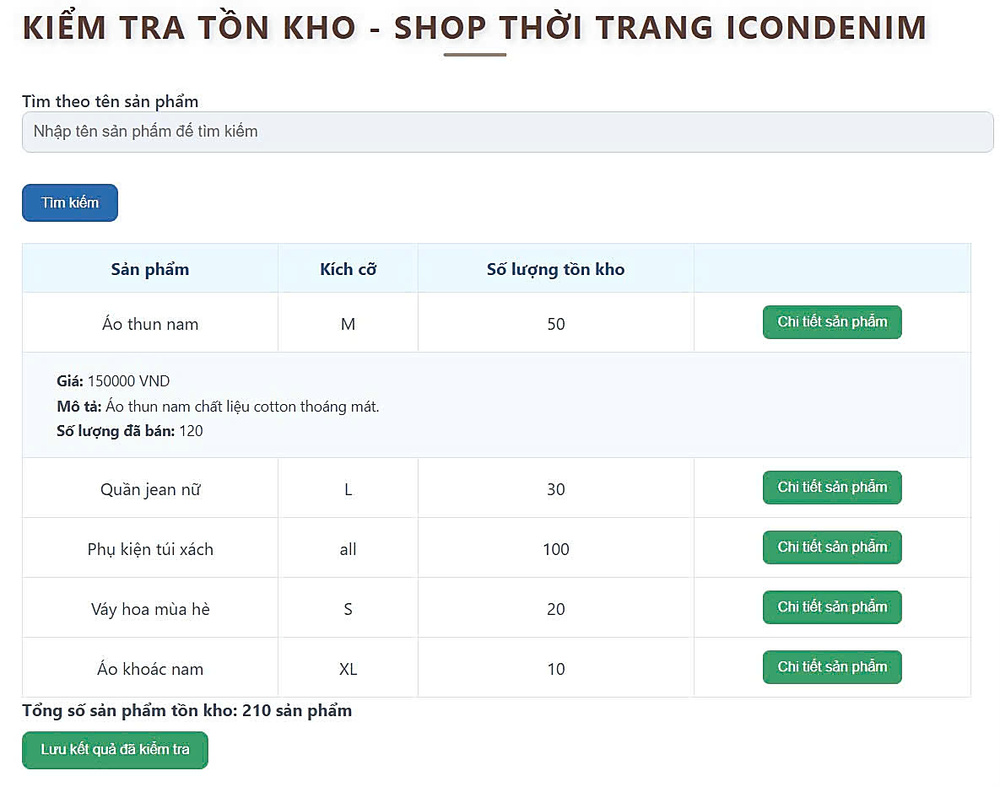 KIỂM TRA TỒN KHO - SHOP THỜI TRANG ICONDENIM
Tìm theo tên sản phẩm
Nhập tên sản phẩm để tìm kiếm
Tìm kiếm
Sản phẩm Kích cỡ Số lượng tồn kho
Áo thun nam M 50 Chi tiết sản phẩm
Giá: 150000 VND
Mô tả: Áo thun nam chất liệu cotton thoáng mát.
Số lượng đã bán: 120
Quần jean nữ L 30 Chi tiết sản phẩm
Phụ kiện túi xách all 100 Chi tiết sản phẩm
Váy hoa mùa hè S 20 Chi tiết sản phẩm
Áo khoác nam XL 10 Chi tiết sản phẩm
Tổng số sản phẩm tồn kho: 210 sản phẩm
Lưu kết quả đã kiểm tra